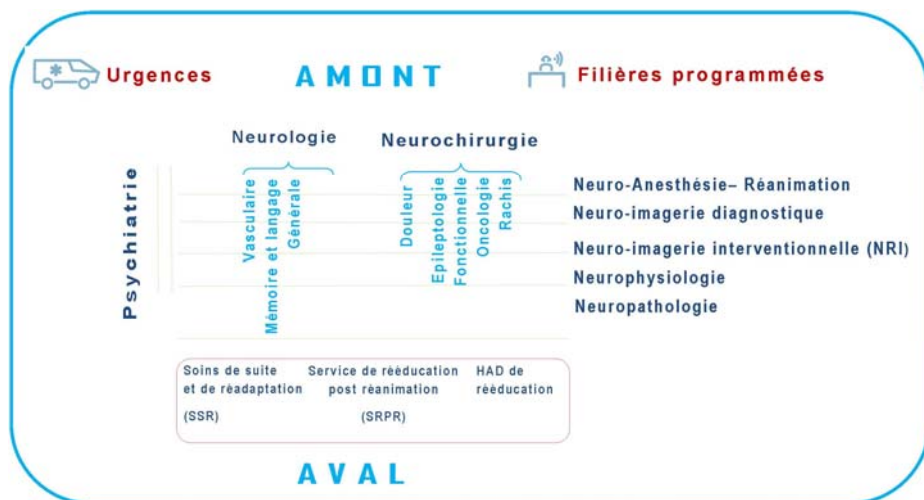 Urgences
AMONT
Filières programmées
Neurologie
Neurochirurgie
Psychiatrie
Vasculaire
Mémoire et langage
Générale
Douleur
Epileptologie
Fonctionnelle
Oncologie
Rachis
Neuro-Anesthésie– Réanimation
Neuro-imagerie diagnostique
Neuro-imagerie interventionnelle (NRI)
Neurophysiologie
Neuropathologie
Soins de suite
et de réadaptation
(SSR)
Service de rééducation
post réanimation
(SRPR)
HAD de
rééducation
AVAL